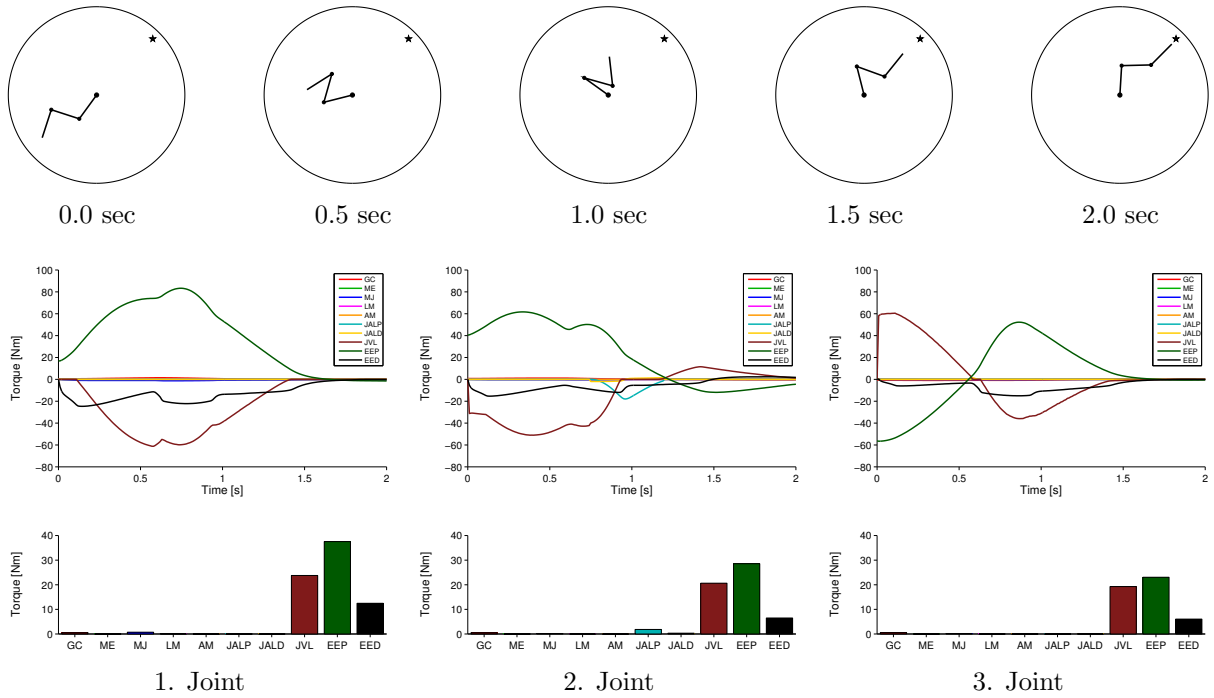 0.0 sec
0.5 sec
1.0 sec
1.5 sec
2.0 sec
Torque [Nm]
100
80
60
40
20
0
−20
−40
−60
−80
0
0.5
1
1.5
2
Time [s]
GC
ME
MJ
LM
AM
JALP
JALD
JVL
EEP
EED
Torque [Nm]
100
80
60
40
20
0
−20
−40
−60
−80
0
0.5
1
1.5
2
Time [s]
GC
ME
MJ
LM
AM
JALP
JALD
JVL
EEP
EED
Torque [Nm]
100
80
60
40
20
0
−20
−40
−60
−80
0
0.5
1
1.5
2
Time [s]
GC
ME
MJ
LM
AM
JALP
JALD
JVL
EEP
EED
Torque [Nm]
40
30
20
10
0
GC ME MJ LM AM JALP JALD JVL EEP EED
1. Joint
Torque [Nm]
40
30
20
10
0
GC ME MJ LM AM JALP JALD JVL EEP EED
2. Joint
Torque [Nm]
40
30
20
10
0
GC ME MJ LM AM JALP JALD JVL EEP EED
3. Joint